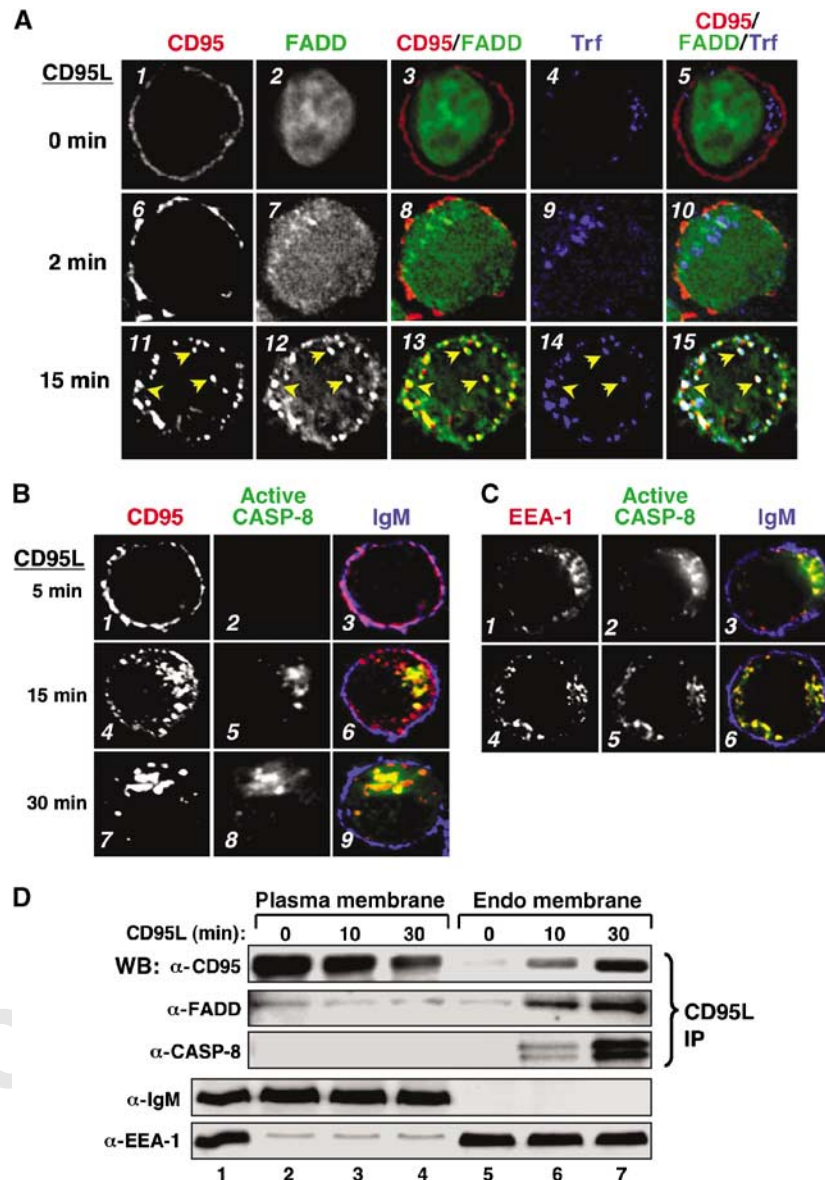 A
CD95 FADD CD95/FADD Trf CD95/
FADD/Trf
CD95L
0 min
1 2 3 4 5
2 min
6 7 8 9 10
15 min
11 12 13 14 15
B
CD95 Active
CASP-8 IgM
CD95L
5 min
1 2 3
15 min
4 5 6
30 min
7 8 9
C
EEA-1 Active
CASP-8 IgM
1 2 3
4 5 6
D
Plasma membrane Endo membrane
CD95L (min): 0 10 30 0 10 30
WB: α-CD95
α-FADD
α-CASP-8
CD95L
IP
α-IgM
α-EEA-1
1 2 3 4 5 6 7